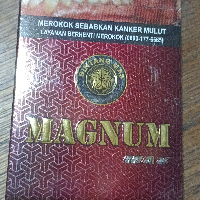 MEROKOK SEBABKAN KANKER MULUT
LAYANAN BERHENTI MEROKOK (0800-177-6565)
MAGNUM